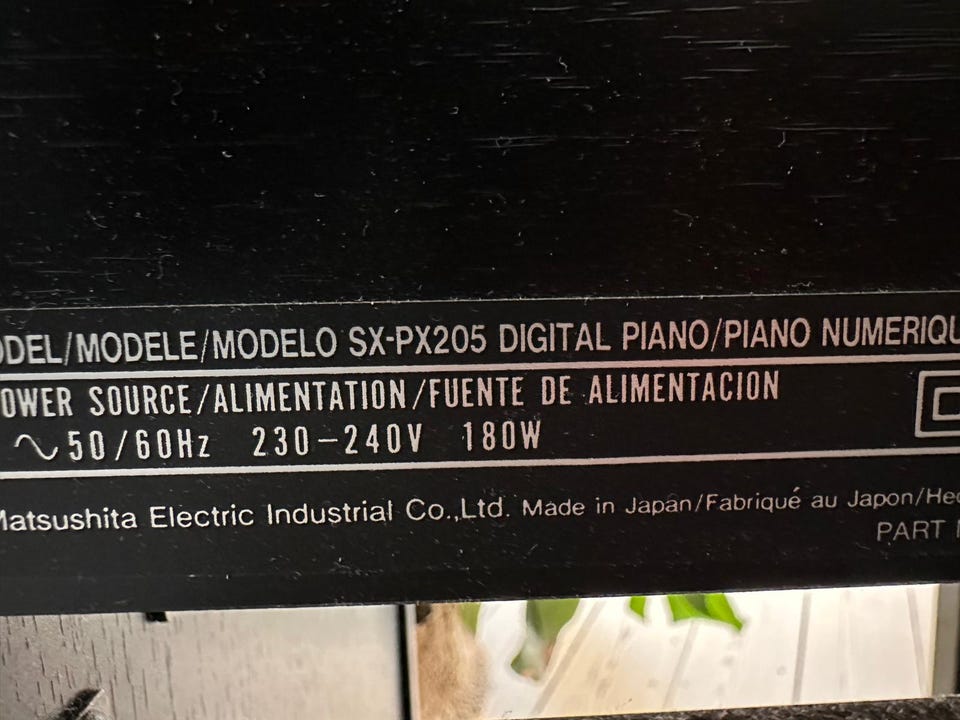 ODEL/MODELE/MODELO SX-PX205 DIGITAL PIANO/PIANO NUMERIQU
OWER SOURCE/ALIMENTATION/FUENTE DE ALIMENTACION
∿50/60Hz 230-240V 180W
Matsushita Electric Industrial Co.,Ltd. Made in Japan/Fabriqué au Japon/Hec
PART N